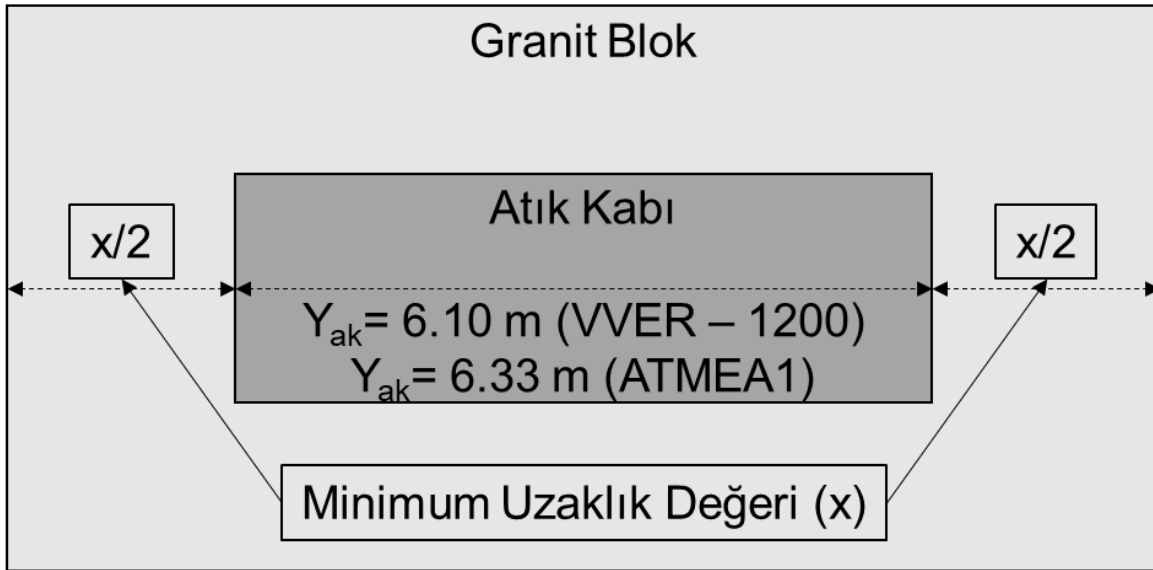 Granit Blok
Atık Kabı
x/2
x/2
Yak= 6.10 m (VVER – 1200)
Yak= 6.33 m (ATMEA1)
Minimum Uzaklık Değeri (x)